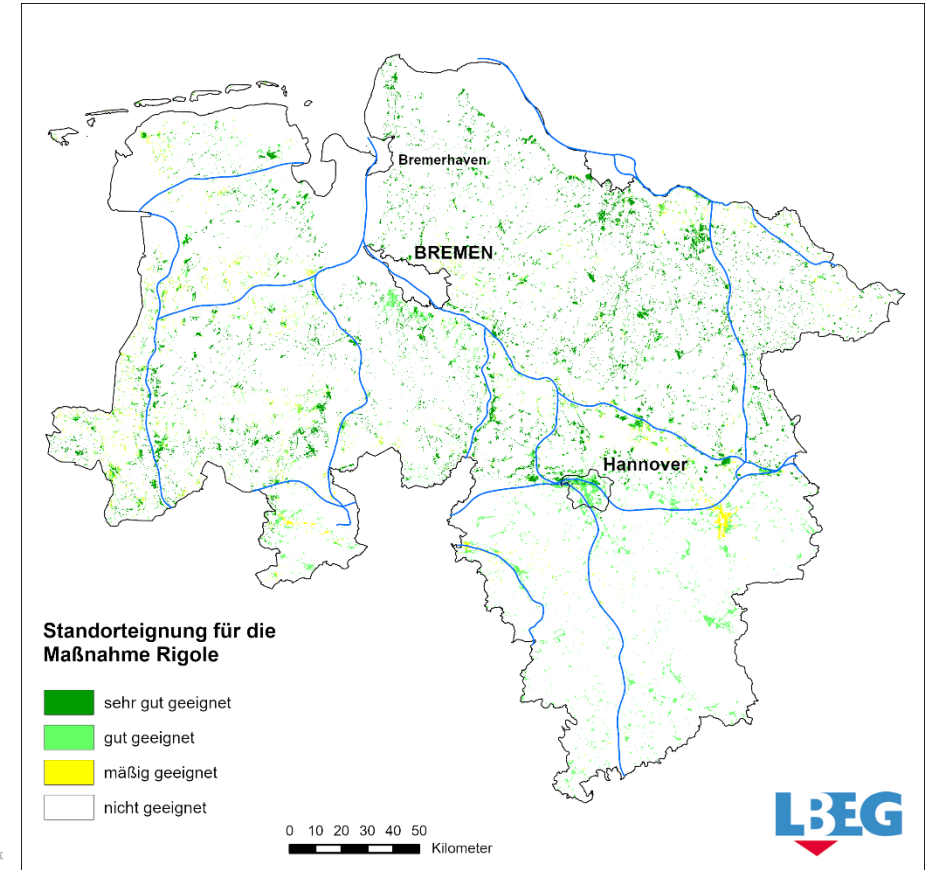 Bremerhaven
BREMEN
Hannover
Standorteignung für die
Maßnahme Rigole
sehr gut geeignet
gut geeignet
mäßig geeignet
nicht geeignet
0 10 20 30 40 50
Kilometer
LBEG